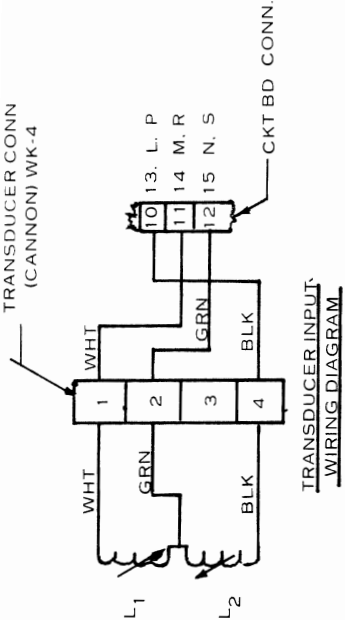 TRANSDUCER CONN
(CANNON) WK-4
10 13. L. P
11 14 M. R
12 15 N. S
CKT BD CONN.
WHT
GRN
BLK
1
2
3
4
WHT
GRN
BLK
L1
L2
TRANSDUCER INPUT
WIRING DIAGRAM